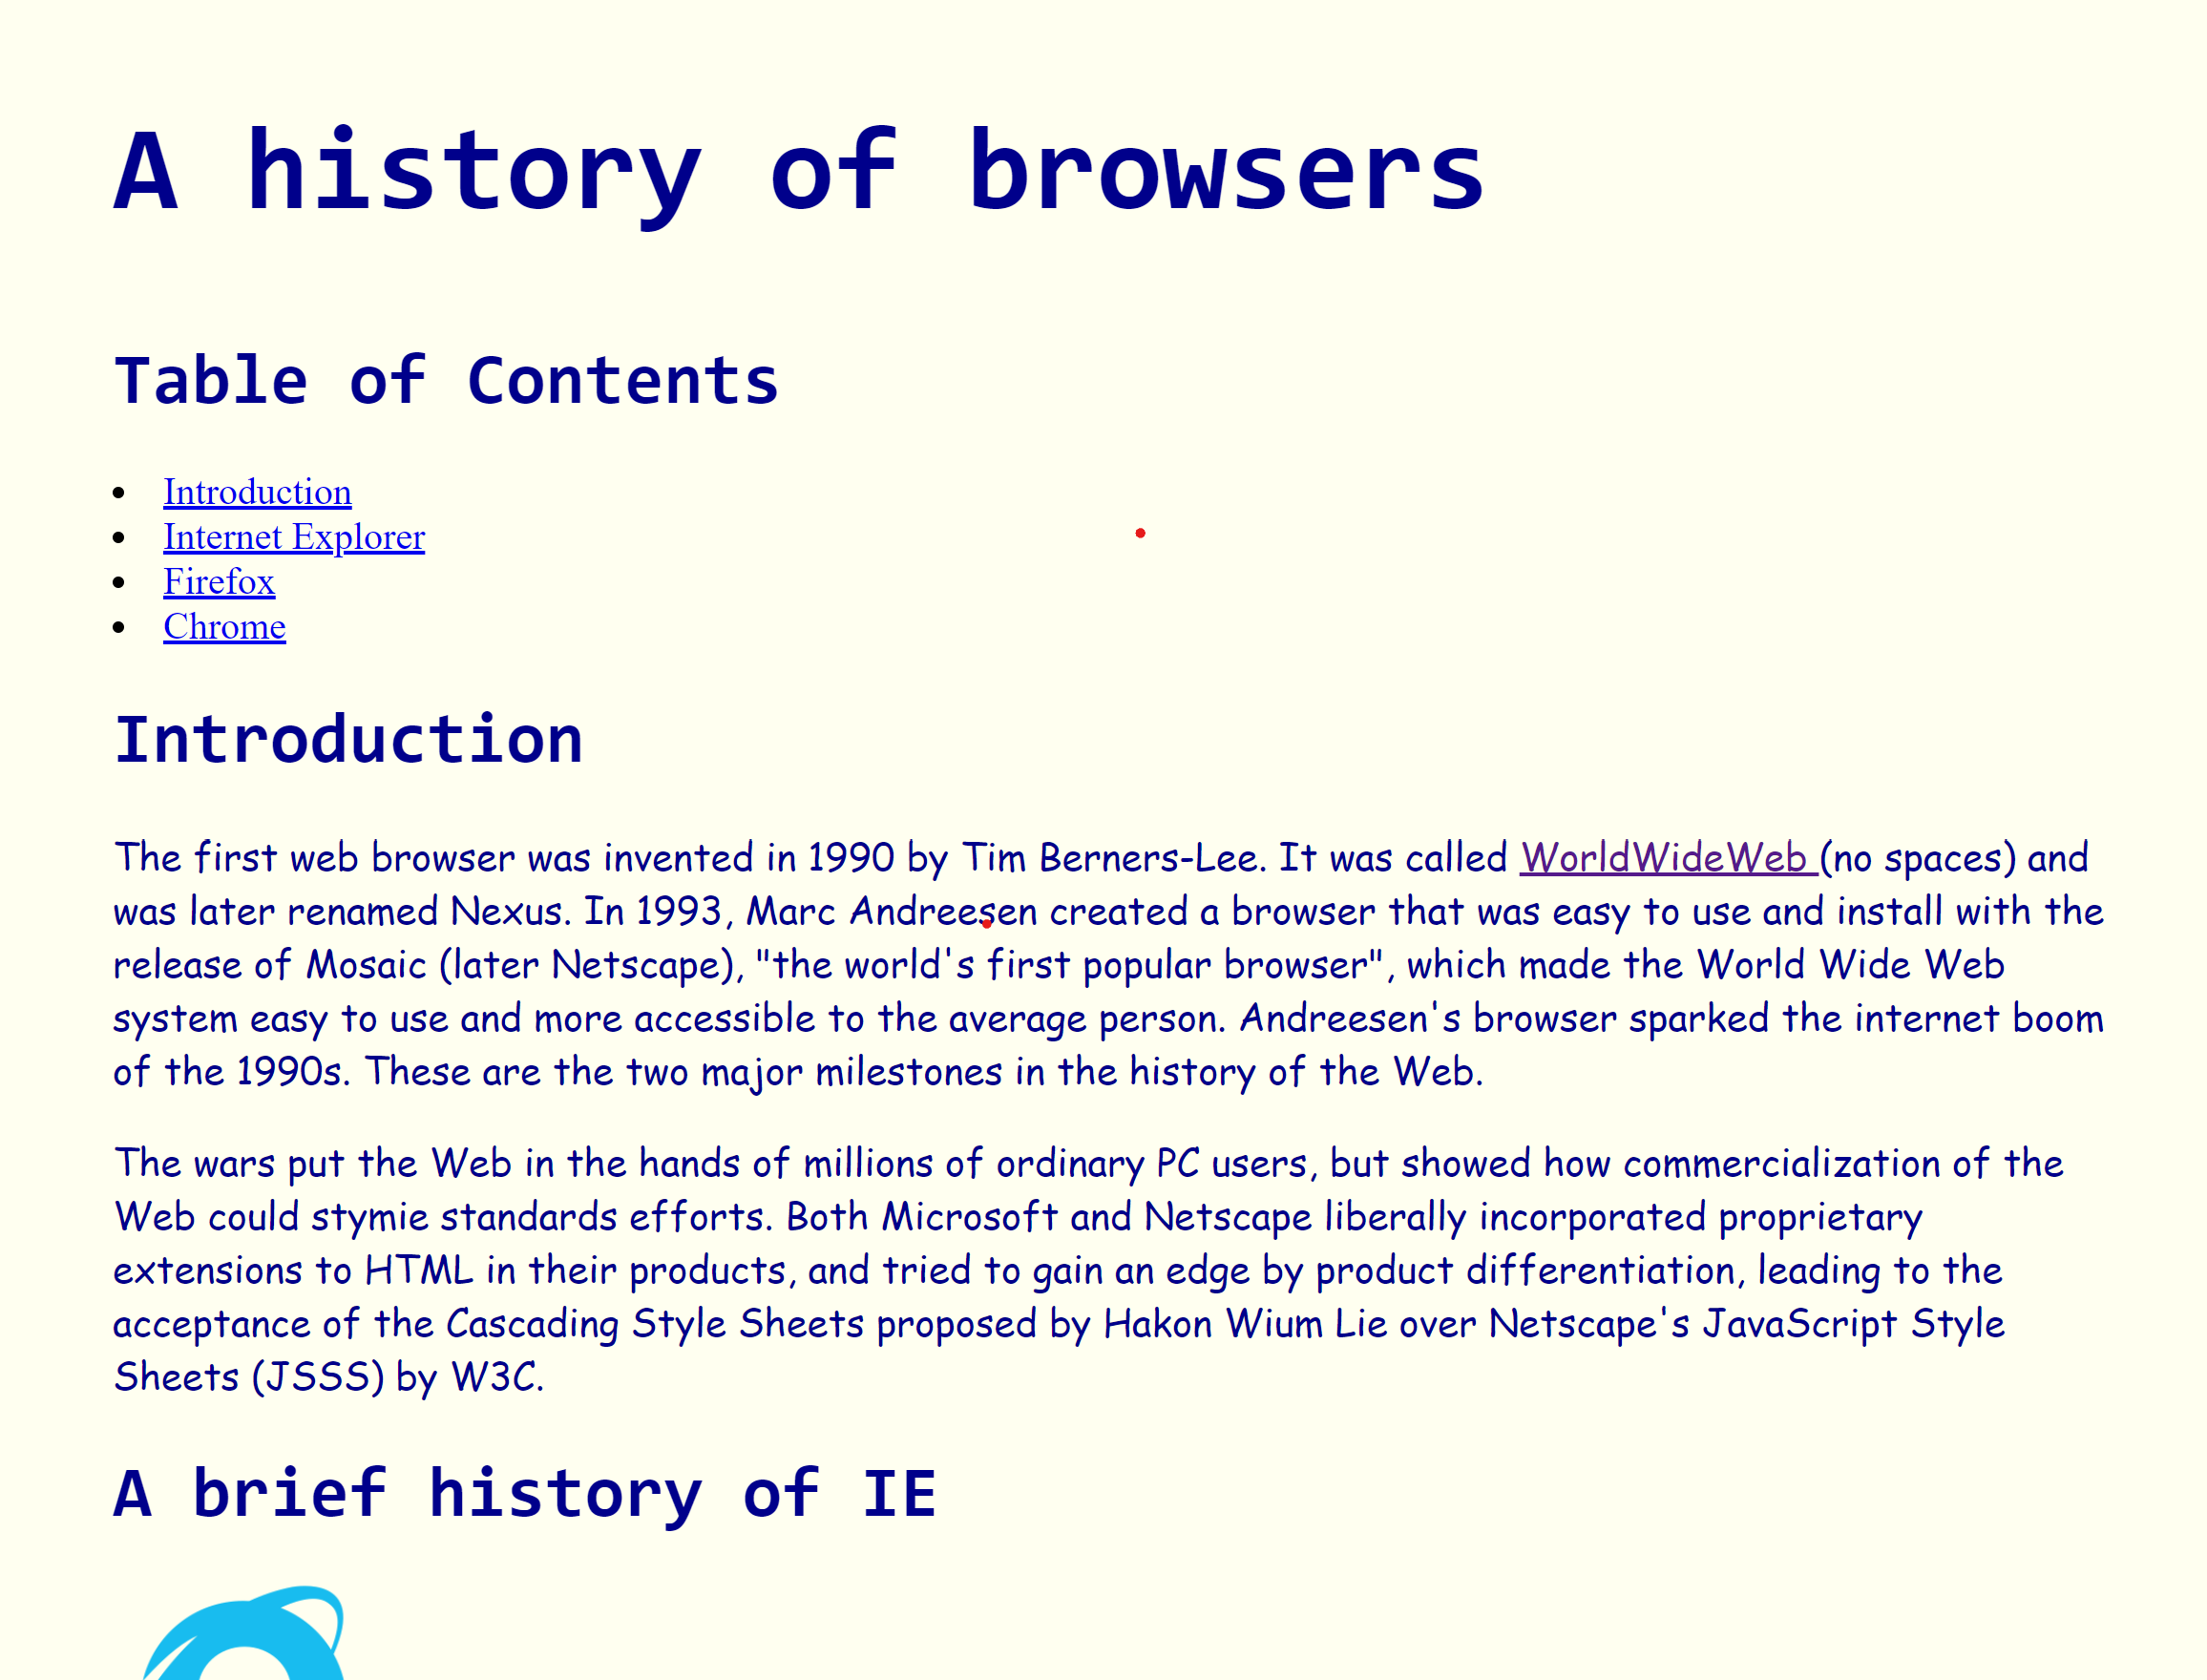 A history of browsers
Table of Contents
Introduction
Internet Explorer
Firefox
Chrome
Introduction
The first web browser was invented in 1990 by Tim Berners-Lee. It was called WorldWideWeb (no spaces) and
was later renamed Nexus. In 1993, Marc Andreesen created a browser that was easy to use and install with the
release of Mosaic (later Netscape), "the world's first popular browser", which made the World Wide Web
system easy to use and more accessible to the average person. Andreesen's browser sparked the internet boom
of the 1990s. These are the two major milestones in the history of the Web.
The wars put the Web in the hands of millions of ordinary PC users, but showed how commercialization of the
Web could stymie standards efforts. Both Microsoft and Netscape liberally incorporated proprietary
extensions to HTML in their products, and tried to gain an edge by product differentiation, leading to the
acceptance of the Cascading Style Sheets proposed by Hakon Wium Lie over Netscape's JavaScript Style
Sheets (JSSS) by W3C.
A brief history of IE